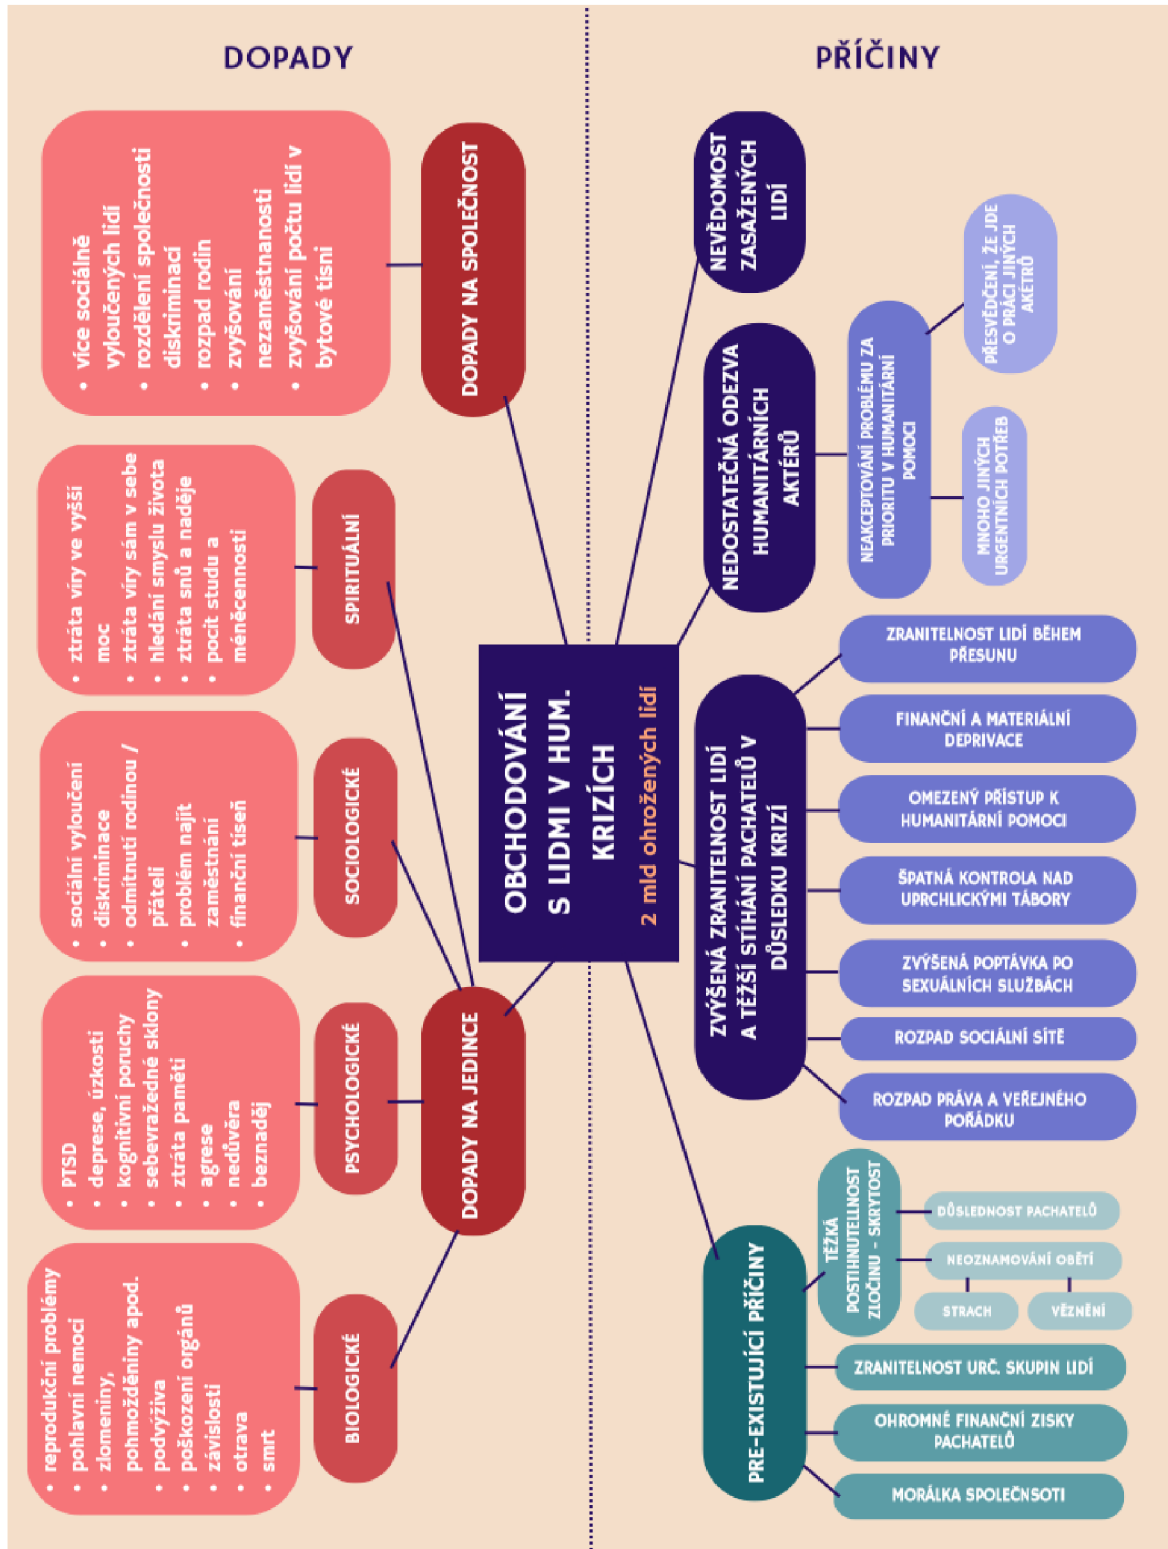 DOPADY
PŘÍČINY
více sociálně
vyloučených lidí
rozdělení společnosti
diskriminací
rozpad rodin
zvyšování
nezaměstnanosti
zvyšování počtu lidí v
bytové tísni
DOPADY NA SPOLEČNOST
ztráta víry ve vyšší
moc
ztráta víry sám v sebe
hledání smyslu života
ztráta snů a naděje
pocit studu a
méněcennosti
SPIRITUÁLNÍ
sociální vyloučení
diskriminace
odmítnutí rodinou /
přáteli
problém najít
zaměstnání
finanční tíseň
SOCIOLOGICKÉ
PTSD
deprese, úzkosti
kognitivní poruchy
sebevražedné sklony
ztráta paměti
agrese
nedůvěra
beznaděj
PSYCHOLOGICKÉ
reprodukční problémy
pohlavní nemoci
zlomeniny,
pohmožděniny apod.
podvýživa
poškození orgánů
závislosti
otrava
smrt
BIOLOGICKÉ
DOPADY NA JEDINCE
OBCHODOVÁNÍ
S LIDMI V HUM.
KRIZÍCH
2 mld ohrožených lidí
NEVĚDOMOST
ZASAŽENÝCH
LIDÍ
NEDOSTATEČNÁ ODEZVA
HUMANITÁRNÍCH
AKTÉRŮ
NEAKCEPTOVÁNÍ PROBLÉMU ZA
PRIORITU V HUMANITÁRNÍ
POMOCI
PŘESVĚDČENÍ, ŽE JDE
O PRÁCI JINÝCH
AKÉTRŮ
MNOHO JINÝCH
URGENTNÍCH POTŘEB
ZVÝŠENÁ ZRANITELNOST LIDÍ
A TĚŽŠÍ STÍHÁNÍ PACHATELŮ V
DŮSLEDKU KRIZÍ
ZRANITELNOST LIDÍ BĚHEM
PŘESUNU
FINANČNÍ A MATERIÁLNÍ
DEPRIVACE
OMEZENÝ PŘÍSTUP K
HUMANITÁRNÍ POMOCI
ŠPATNÁ KONTROLA NAD
UPRCHLICKÝMI TÁBORY
ZVÝŠENÁ POPTÁVKA PO
SEXUÁLNÍCH SLUŽBÁCH
ROZPAD SOCIÁLNÍ SÍTĚ
ROZPAD PRÁVA A VEŘEJNÉHO
POŘÁDKU
PRE-EXISTUJÍCÍ PŘÍČINY
TĚŽKÁ
POSTIHNUTELLNOST
ZLOČINU - SKRYTOST
DŮSLEDNOST PACHATELŮ
NEOZNAMOVÁNÍ OBĚTÍ
STRACH
VĚZNĚNÍ
ZRANITELNOST URČ. SKUPIN LIDÍ
OHROMNÉ FINANČNÍ ZISKY
PACHATELŮ
MORÁLKA SPOLEČNSOTI